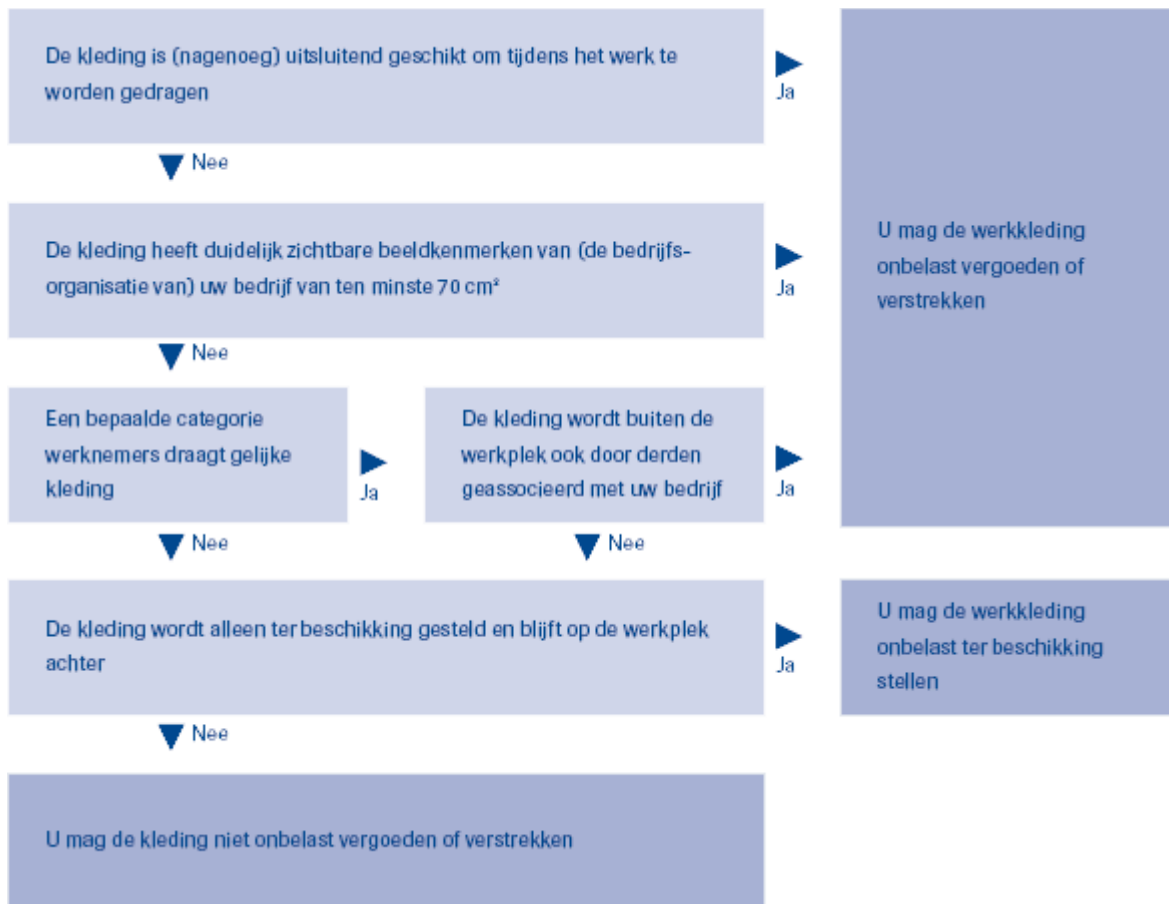 De kleding is (nagenoeg) uitsluitend geschikt om tijdens het werk te
worden gedragen
Ja
Nee
De kleding heeft duidelijk zichtbare beeldkenmerken van (de bedrijfs-
organisatie van) uw bedrijf van ten minste 70 cm²
Ja
U mag de werkkleding
onbelast vergoeden of
verstrekken
Nee
Een bepaalde categorie
werknemers draagt gelijke
kleding
Ja
De kleding wordt buiten de
werkplek ook door derden
geassocieerd met uw bedrijf
Ja
Nee
Nee
De kleding wordt alleen ter beschikking gesteld en blijft op de werkplek
achter
Ja
U mag de werkkleding
onbelast ter beschikking
stellen
Nee
U mag de kleding niet onbelast vergoeden of verstrekken